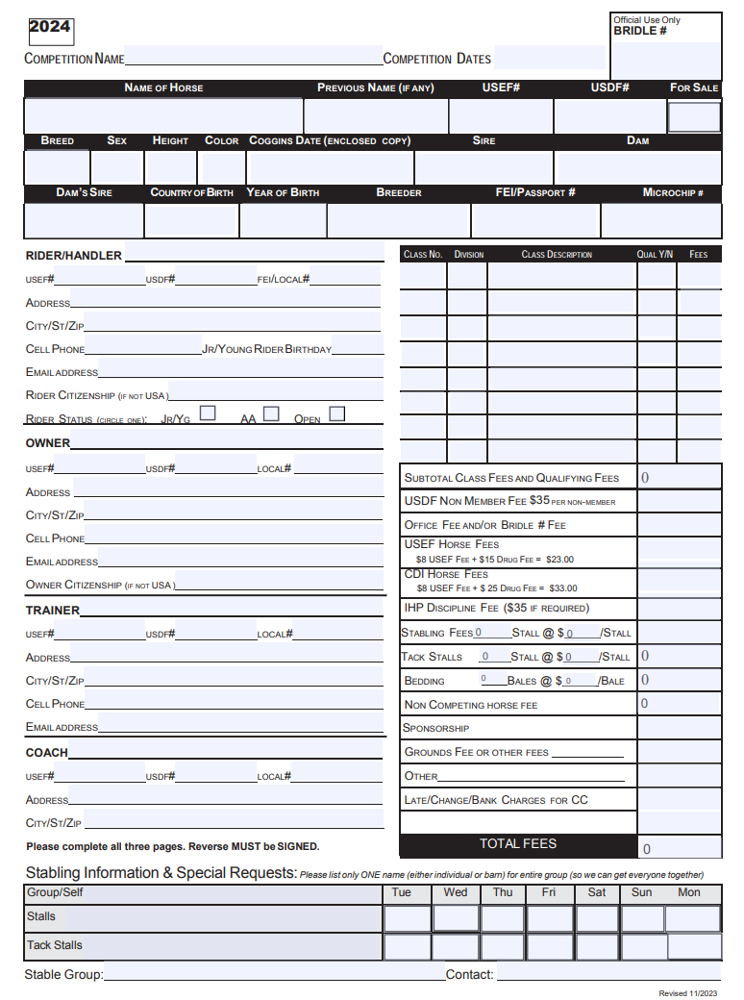 2024
Official Use Only
BRIDLE #
COMPETITION NAME COMPETITION DATES
NAME OF HORSE PREVIOUS NAME (IF ANY) USEF# USDF# FOR SALE
BREED SEX HEIGHT COLOR COGGINS DATE (ENCLOSED COPY) SIRE DAM
DAM'S SIRE COUNTRY OF BIRTH YEAR OF BIRTH BREEDER FEI/PASSPORT # MICROCHIP #
RIDER/HANDLER
USEF# USDF# FEI/LOCAL#
ADDRESS
CITY/ST/ZIP
CELL PHONE JR/YOUNG RIDER BIRTHDAY
EMAIL ADDRESS
RIDER CITIZENSHIP (IF NOT USA)
RIDER STATUS (CIRCLE ONE): JR/YG AA OPEN
OWNER
USEF# USDF# LOCAL#
ADDRESS
CITY/ST/ZIP
CELL PHONE
EMAIL ADDRESS
OWNER CITIZENSHIP (IF NOT USA)
TRAINER
USEF# USDF# LOCAL#
ADDRESS
CITY/ST/ZIP
CELL PHONE
EMAIL ADDRESS
COACH
USEF# USDF# LOCAL#
ADDRESS
CITY/ST/ZIP
Please complete all three pages. Reverse MUST be SIGNED.
CLASS NO. DIVISION CLASS DESCRIPTION QUAL Y/N FEES
SUBTOTAL CLASS FEES AND QUALIFYING FEES 0
USDF NON MEMBER FEE $35 PER NON-MEMBER
OFFICE FEE AND/OR BRIDLE # FEE
USEF HORSE FEES
$8 USEF FEE + $15 DRUG FEE = $23.00
CDI HORSE FEES
$8 USEF FEE + $ 25 DRUG FEE = $33.00
IHP DISCIPLINE FEE ($35 IF REQUIRED)
STABLING FEES 0 STALL @ $ 0 /STALL
TACK STALLS 0 STALL @ $ 0 /STALL 0
BEDDING 0 BALES @ $ 0 /BALE 0
NON COMPETING HORSE FEE 0
SPONSORSHIP
GROUNDS FEE OR OTHER FEES
OTHER
LATE/CHANGE/BANK CHARGES FOR CC
TOTAL FEES 0
Stabling Information & Special Requests: Please list only ONE name (either individual or barn) for entire group (so we can get everyone together)
Group/Self Tue Wed Thu Fri Sat Sun Mon
Stalls
Tack Stalls
Stable Group: Contact:
Revised 11/2023